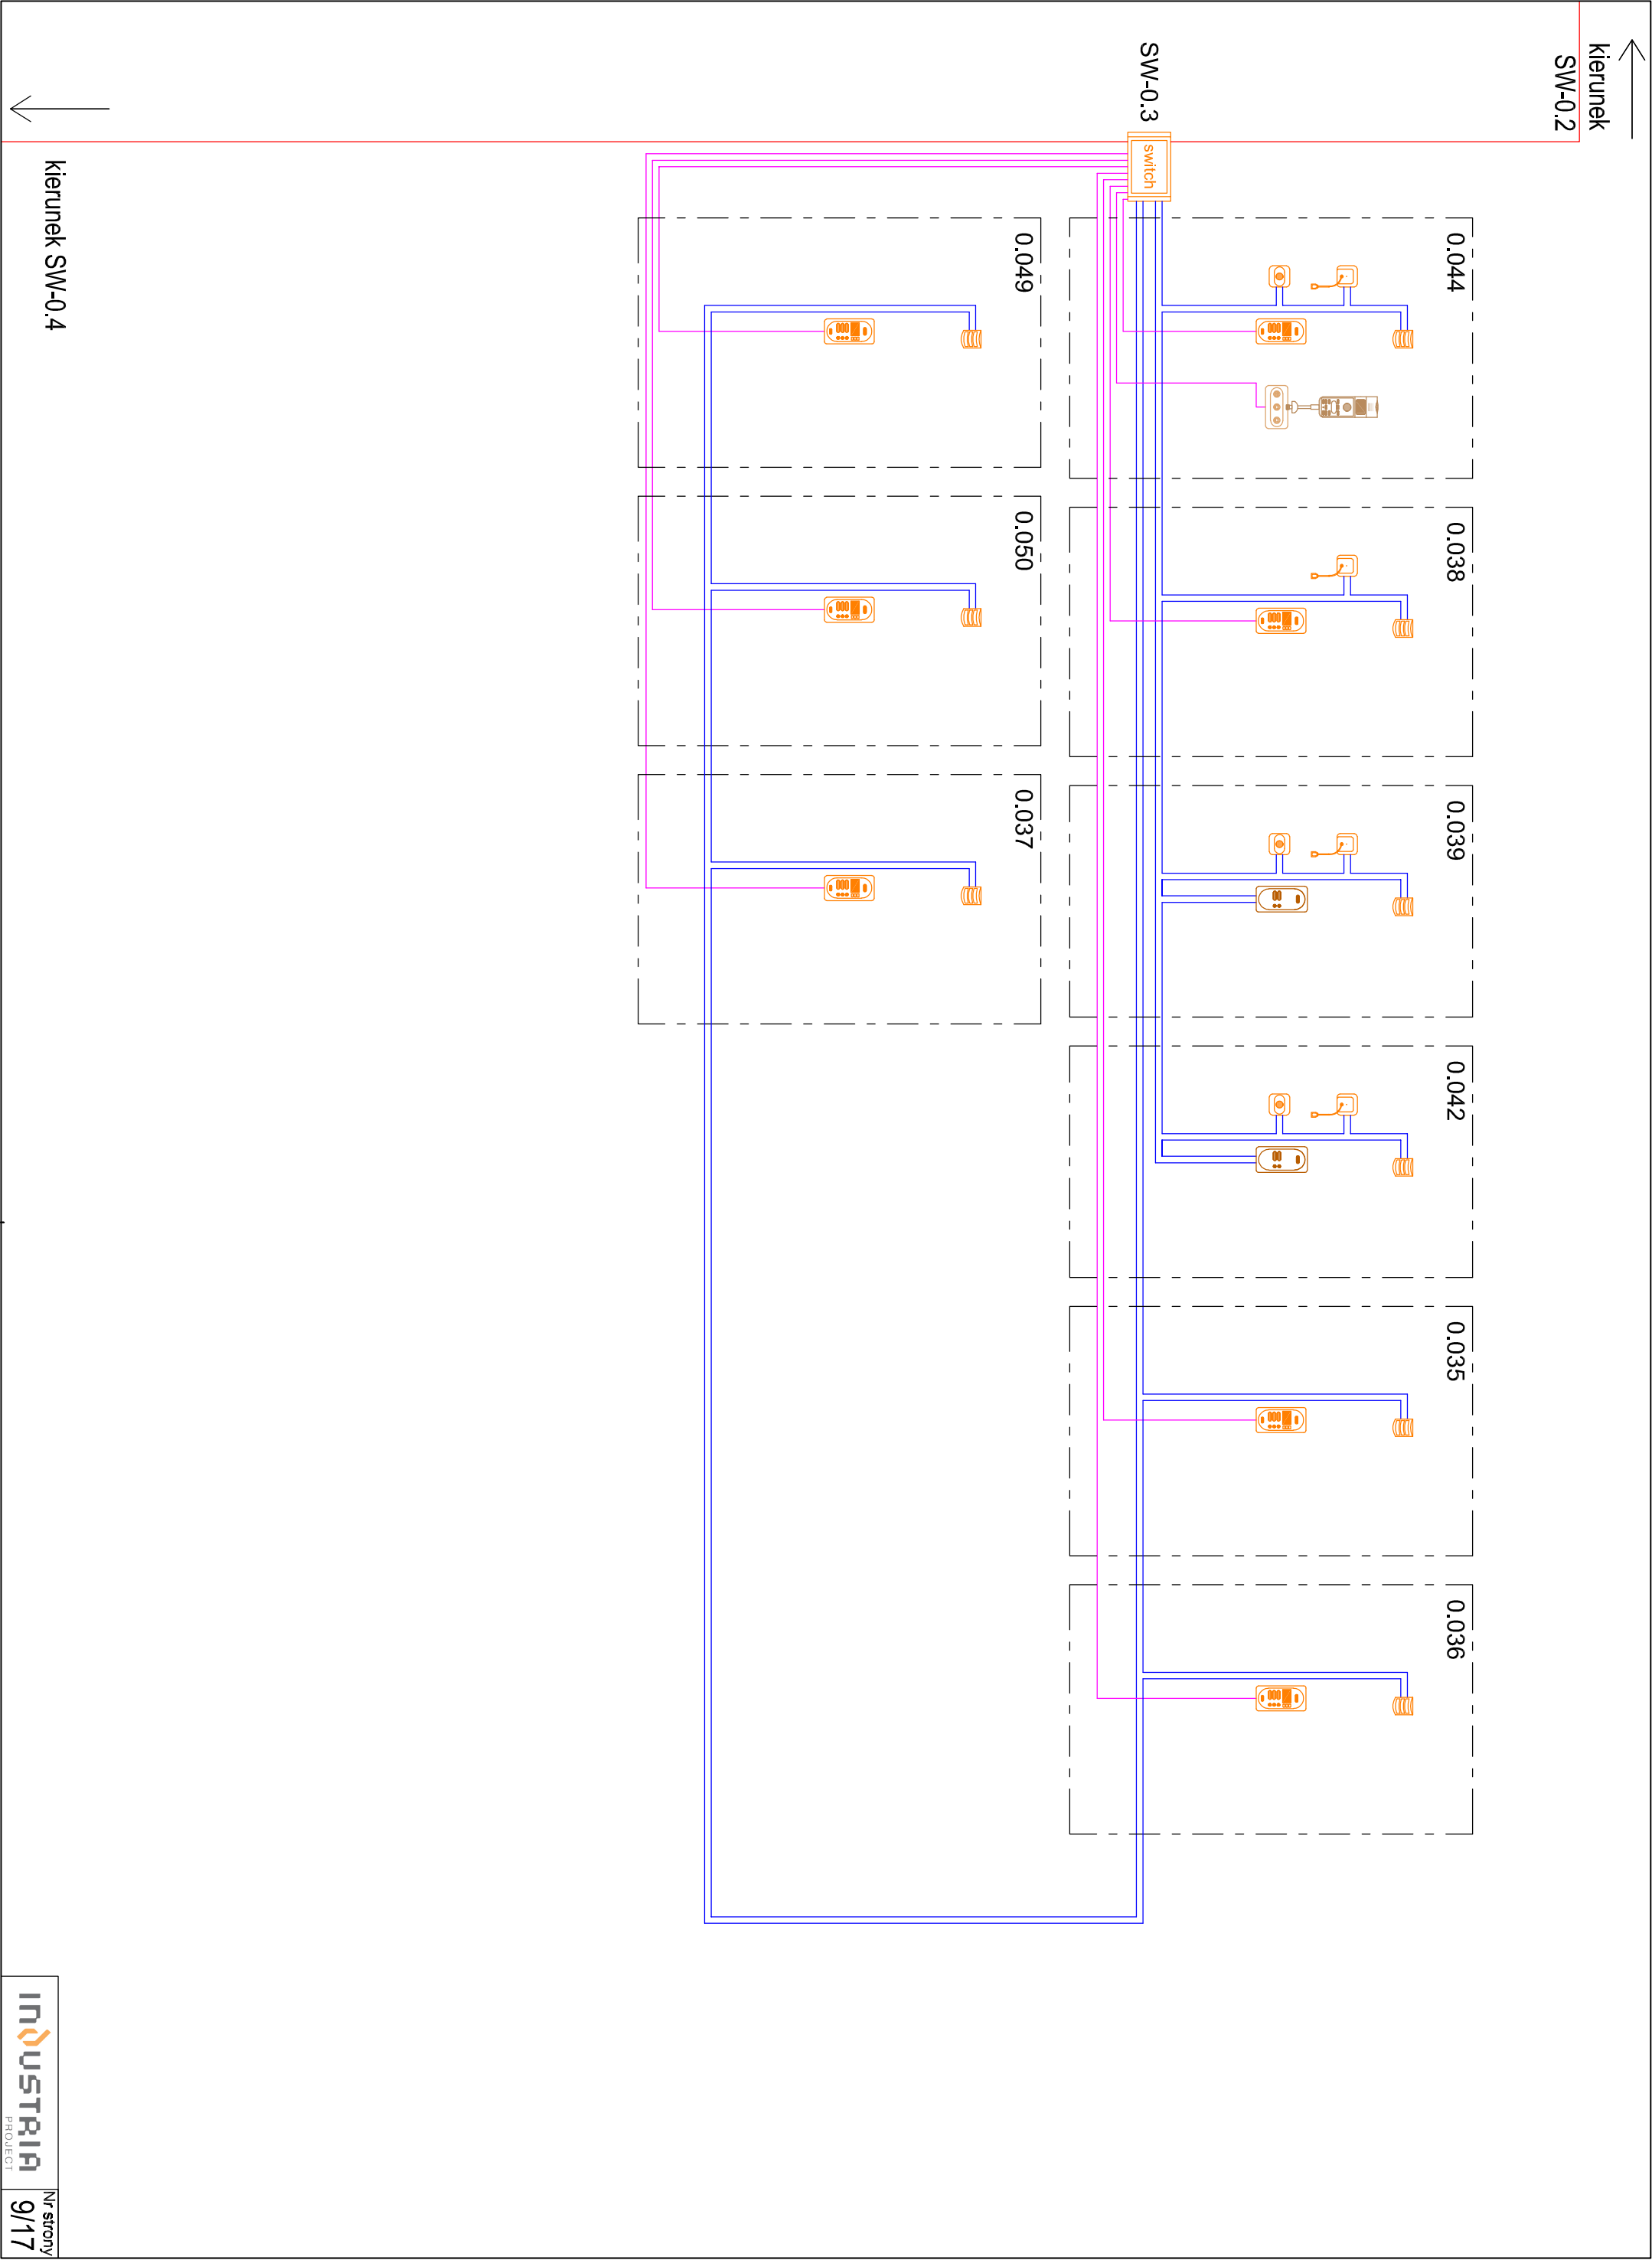 kierunek
SW-0.2
SW-0.3
switch
0.044
0.038
0.039
0.042
0.035
0.036
0.049
0.050
0.037
kierunek SW-0.4
INDUSTRIA
PROJECT
Nr strony
9/17